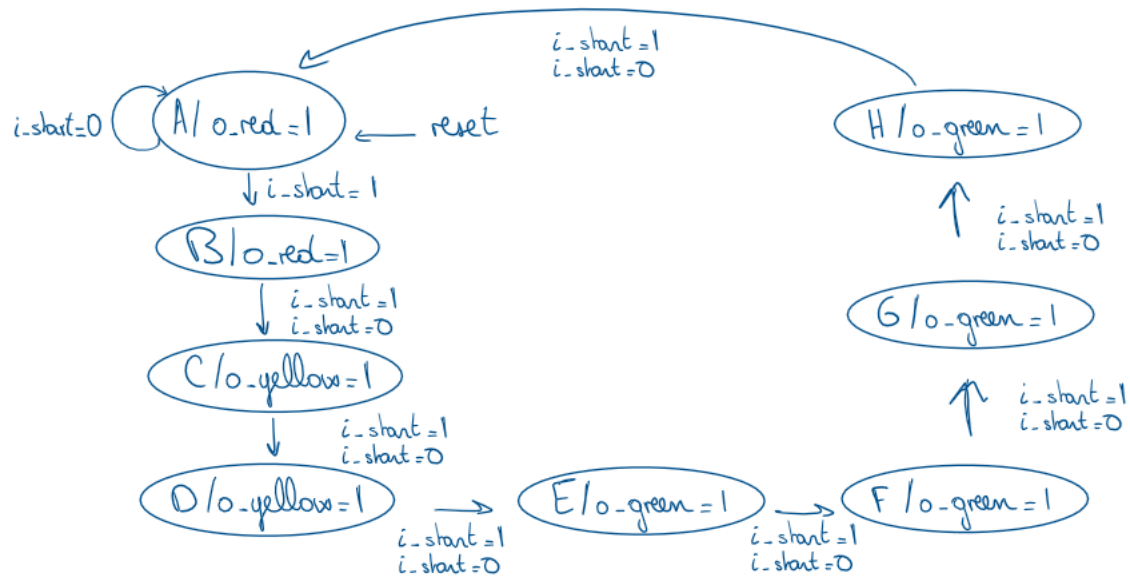 i_start=1
i_start=0
i_start=0
A/ o_red=1
reset
H/o_green=1
i_start=1
B/o_red=1
i_start=1
i_start=0
i_start=1
i_start=0
G/o_green=1
C/o_yellow=1
i_start=1
i_start=0
i_start=1
i_start=0
D/o_yellow=1
E/o_green=1
F/o_green=1
i_start=1
i_start=0
i_start=1
i_start=0